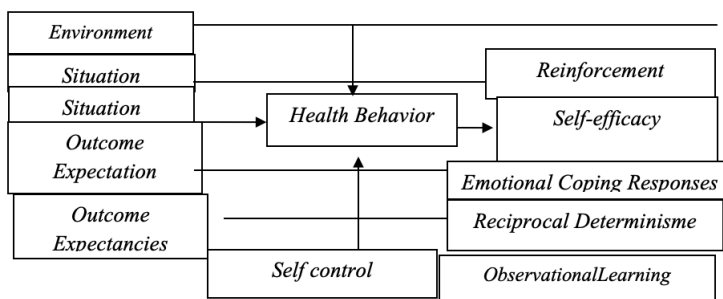 Environment
Situation
Situation
Outcome
Expectation
Outcome
Expectancies
Health Behavior
Self control
Reinforcement
Self-efficacy
Emotional Coping Responses
Reciprocal Determinisme
ObservationalLearning